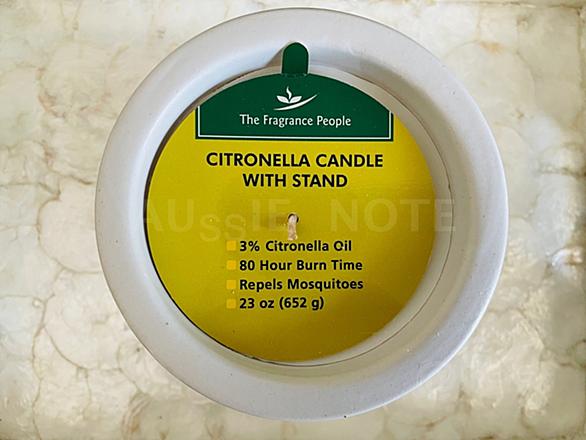 The Fragrance People
CITRONELLA CANDLE
WITH STAND
AUssIE NOTE
3% Citronella Oil
80 Hour Burn Time
Repels Mosquitoes
23 oz (652 g)